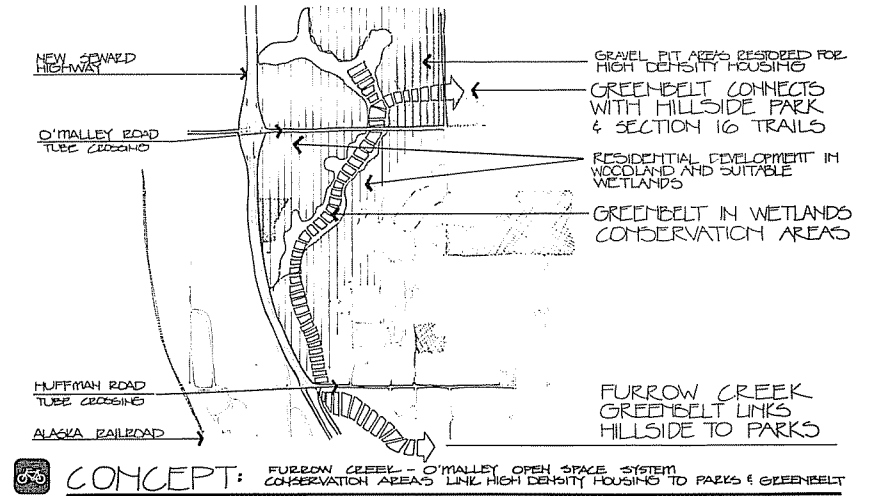 NEW SEWARD
HIGHWAY
O'MALLEY ROAD
TUBE CROSSING
HUFFMAN ROAD
TUBE CROSSING
ALASKA RAILROAD
GRAVEL PIT AREAS RESTORED FOR
HIGH DENSITY HOUSING
GREENBELT CONNECTS
WITH HILLSIDE PARK
& SECTION 16 TRAILS
RESIDENTIAL DEVELOPMENT IN
WOODLAND AND SUITABLE
WETLANDS
GREENBELT IN WETLANDS
CONSERVATION AREAS
FURROW CREEK
GREENBELT LINKS
HILLSIDE TO PARKS
CONCEPT:
FURROW CREEK - O'MALLEY OPEN SPACE SYSTEM
CONSERVATION AREAS LINK HIGH DENSITY HOUSING TO PARKS & GREENBELT